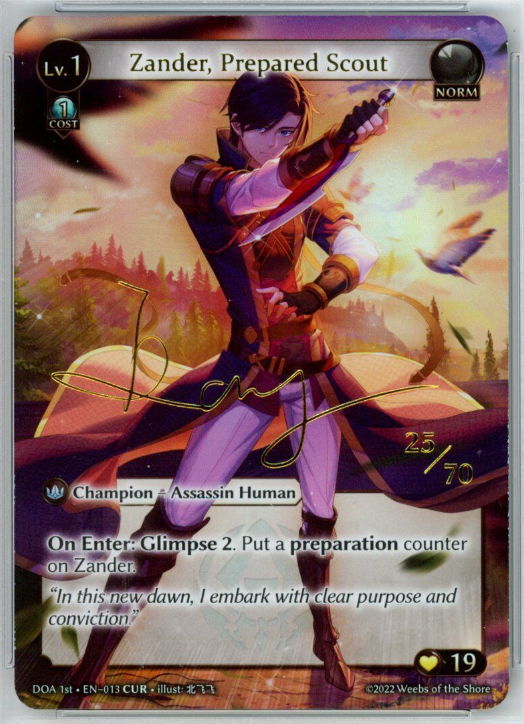 Lv. 1
Zander, Prepared Scout
NORM
1
COST
25/70
Champion – Assassin Human
On Enter: Glimpse 2. Put a preparation counter
on Zander.
“In this new dawn, I embark with clear purpose and
conviction.”
19
DOA 1st • EN-013 CUR • illust: 北飞飞
©2022 Weebs of the Shore